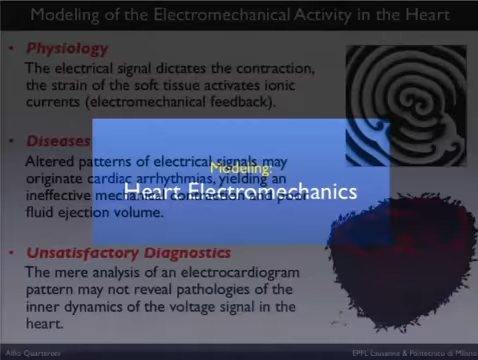 Modeling of the Electromechanical Activity in the Heart
• Physiology
The electrical signal dictates the contraction,
the strain of the soft tissue activates ionic
currents (electromechanical feedback).
• Diseases
Altered patterns of electrical signals may
originate cardiac arrhythmias, yielding an
ineffective mechanical contraction and poor
fluid ejection volume.
Modeling:
Heart Electromechanics
• Unsatisfactory Diagnostics
The mere analysis of an electrocardiogram
pattern may not reveal pathologies of the
inner dynamics of the voltage signal in the
heart.
Alfio Quarteroni
EPFL Lausanne & Politecnico di Milano